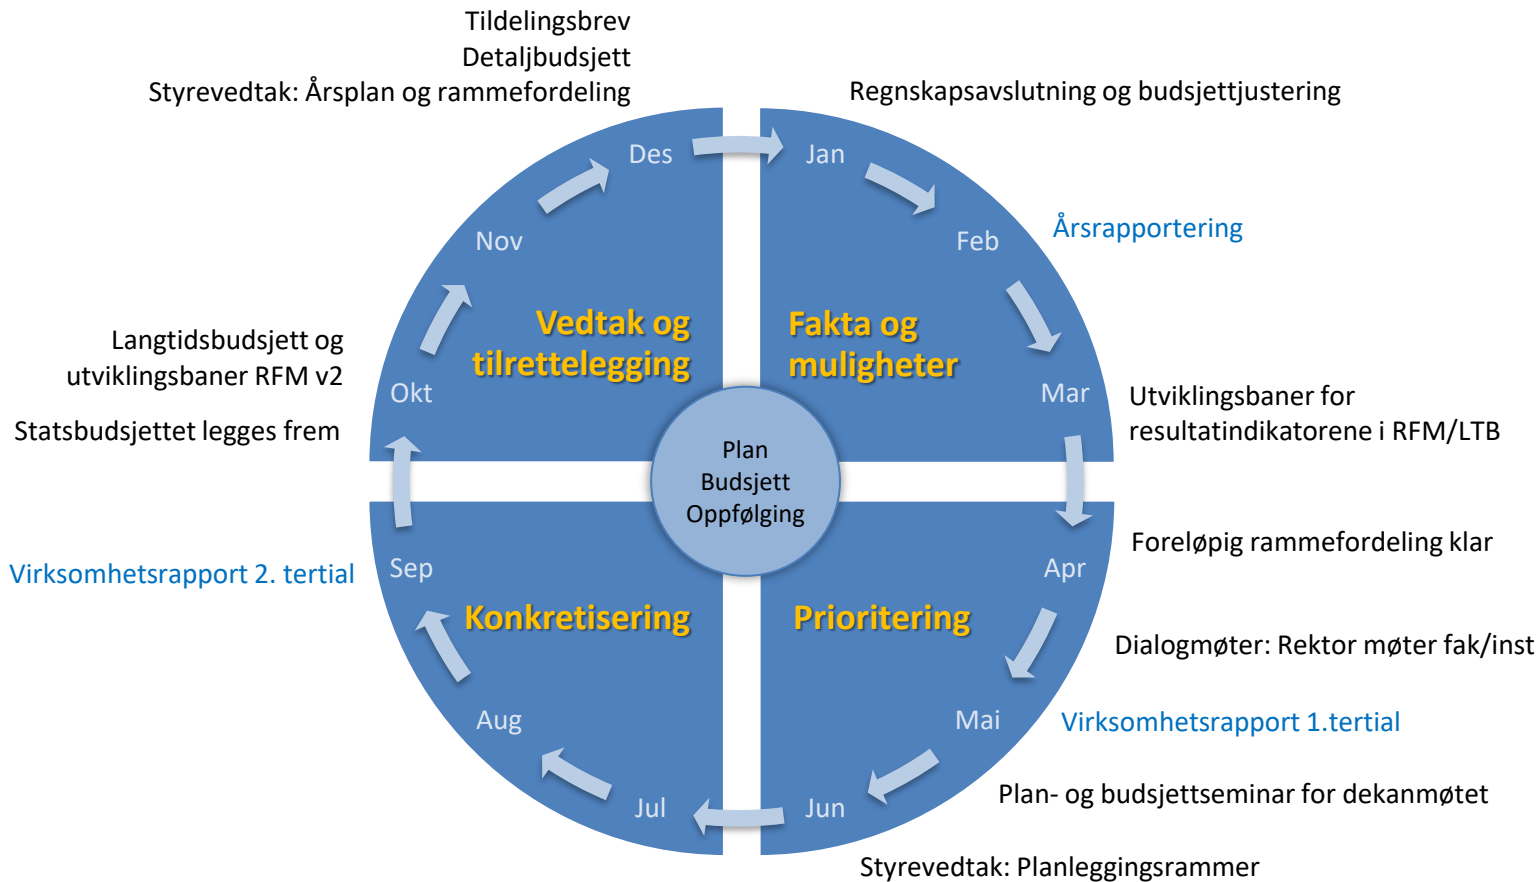 Tildelingsbrev
Detaljbudsjett
Styrevedtak: Årsplan og rammefordeling
Regnskapsavslutning og budsjettjustering
Des
Jan
Nov
Feb
Årsrapportering
Vedtak og
tilrettelegging
Fakta og
muligheter
Langtidsbudsjett og
utviklingsbaner RFM v2
Okt
Statsbudsjettet legges frem
Mar
Utviklingsbaner for
resultatindikatorene i RFM/LTB
Plan
Budsjett
Oppfølging
Virksomhetsrapport 2. tertial
Sep
Apr
Foreløpig rammefordeling klar
Konkretisering
Prioritering
Dialogmøter: Rektor møter fak/inst
Aug
Mai
Virksomhetsrapport 1.tertial
Plan- og budsjettseminar for dekanmøtet
Jul
Jun
Styrevedtak: Planleggingsrammer